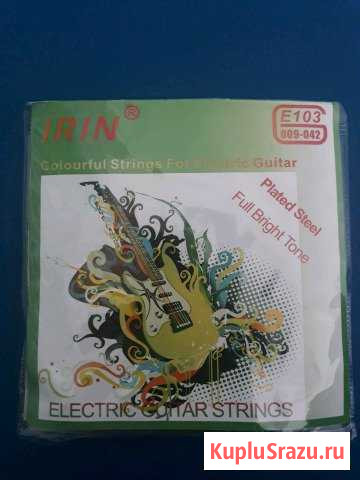 IRIN®
E103
009-042
Colourful Strings For Electric Guitar
Plated Steel
Full Bright Tone
ELECTRIC GUITAR STRINGS
KupluSrazu.ru